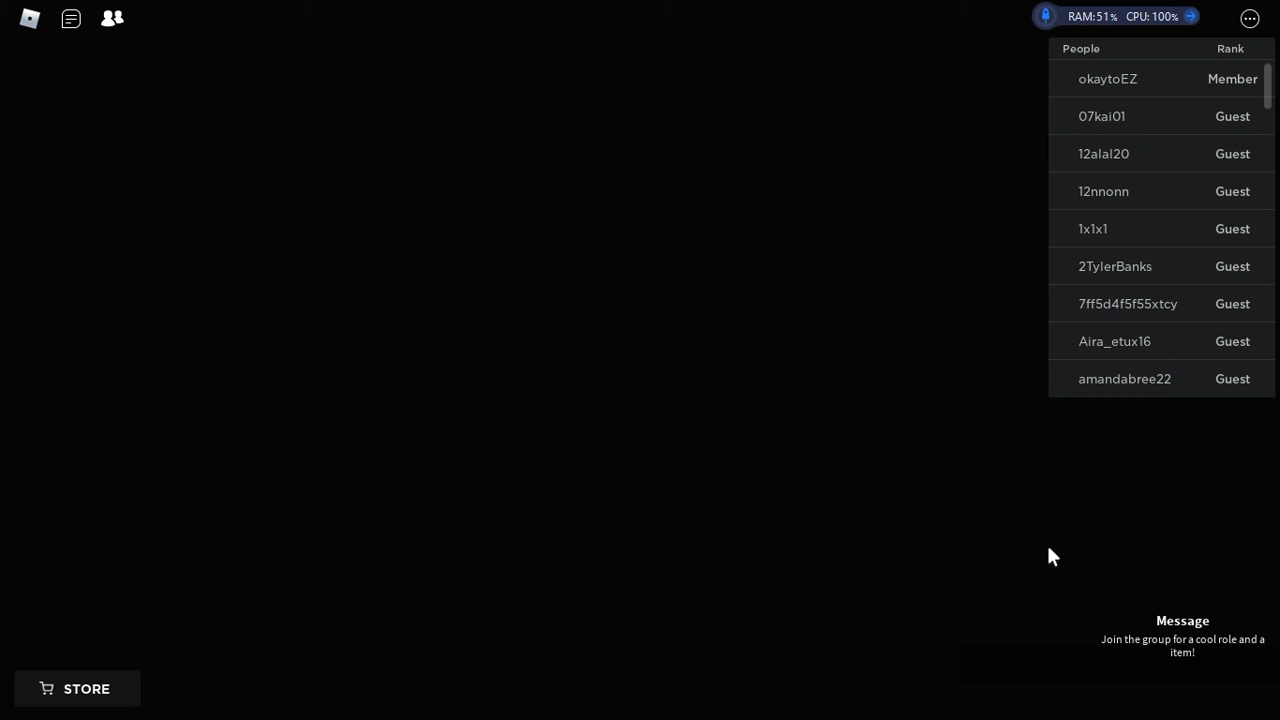 RAM: 51% CPU: 100%
People Rank
okaytoEZ Member
07kai01 Guest
12alal20 Guest
12nnonn Guest
1x1x1 Guest
2TylerBanks Guest
7ff5d4f5f55xtcy Guest
Aira_etux16 Guest
amandabree22 Guest
Message
Join the group for a cool role and a
item!
STORE